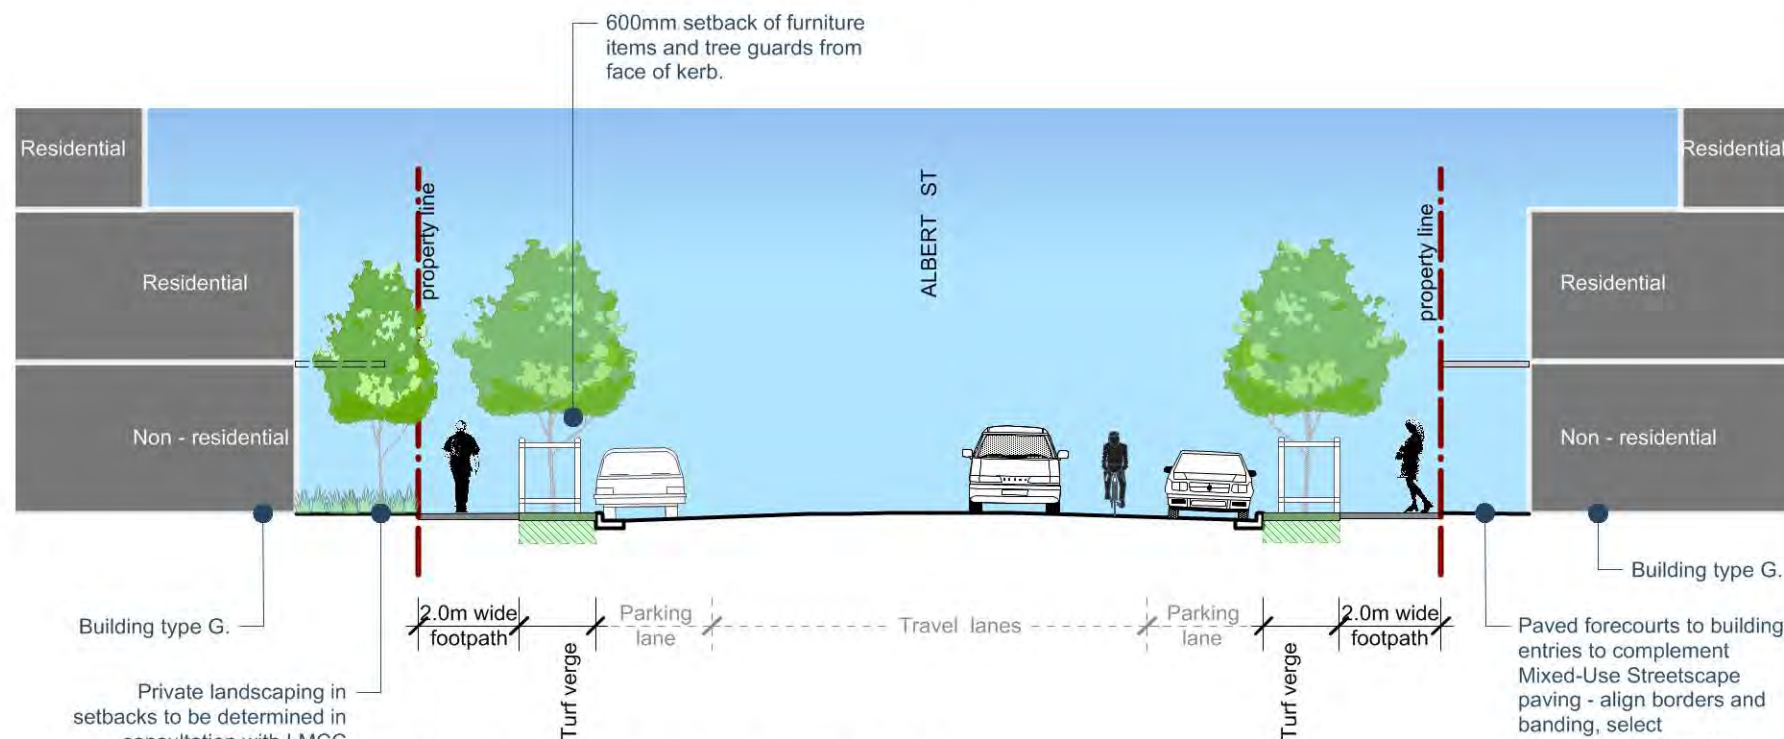 600mm setback of furniture
items and tree guards from
face of kerb.
Residential
Residential
property line
ALBERT ST
property line
Residential
Residential
Non - residential
Non - residential
Building type G.
Building type G.
2.0m wide
footpath
Turf verge
Parking
lane
Travel lanes
Parking
lane
Turf verge
2.0m wide
footpath
Private landscaping in
setbacks to be determined in
consultation with LMCC
Paved forecourts to building
entries to complement
Mixed-Use Streetscape
paving - align borders and
banding, select